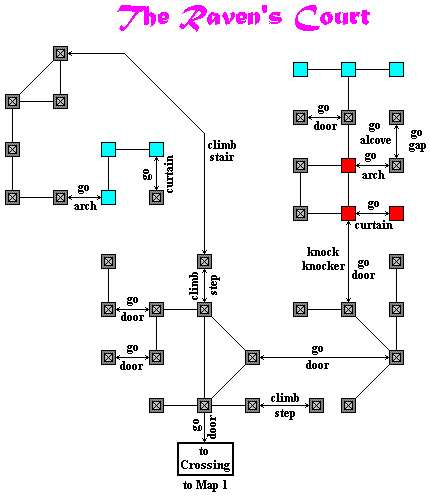 The Raven's Court
go
door
go
alcove
go
gap
climb
stair
go
curtain
go
arch
go
arch
go
curtain
knock
knocker
go
door
climb
step
go
door
go
door
go
door
climb
step
go
door
to
Crossing
to Map 1